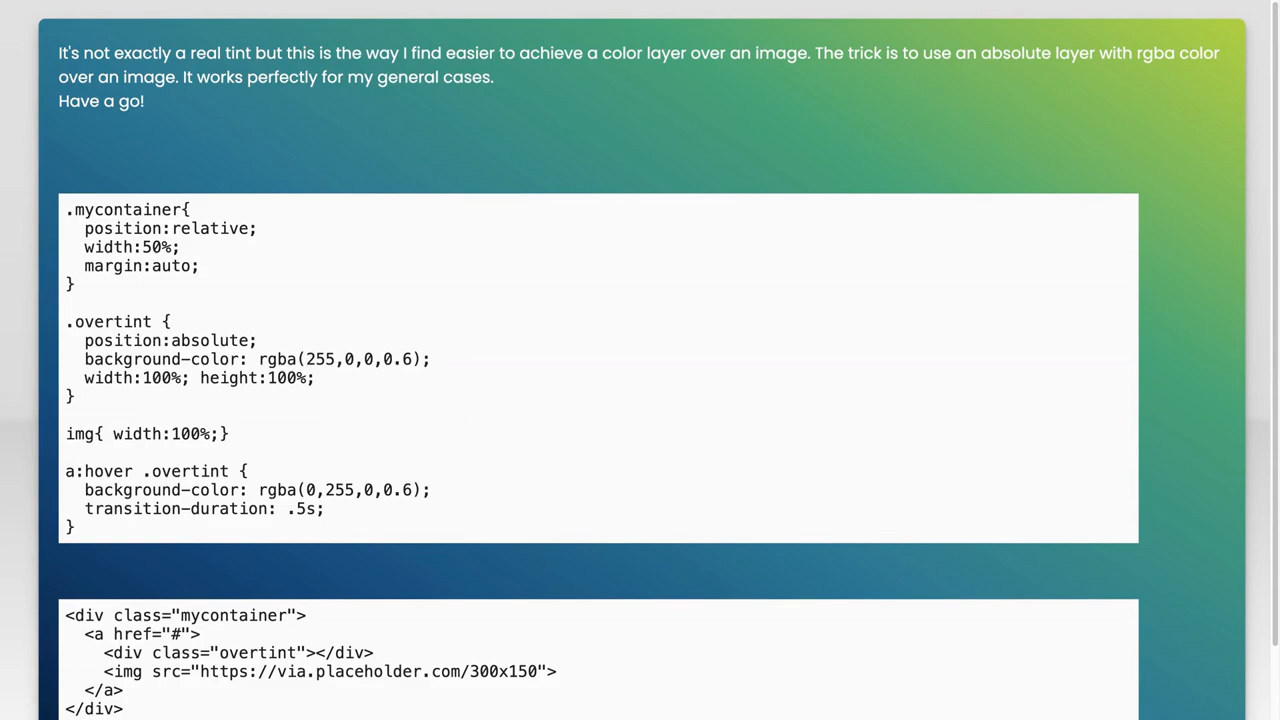 It's not exactly a real tint but this is the way I find easier to achieve a color layer over an image. The trick is to use an absolute layer with rgba color
over an image. It works perfectly for my general cases.
Have a go!
.mycontainer{
  position:relative;
  width:50%;
  margin:auto;
}
.overtint {
  position:absolute;
  background-color: rgba(255,0,0,0.6);
  width:100%; height:100%;
}
img{ width:100%;}
a:hover .overtint {
  background-color: rgba(0,255,0,0.6);
  transition-duration: .5s;
}
<div class="mycontainer">
  <a href="#">
    <div class="overtint"></div>
    <img src="https://via.placeholder.com/300x150">
  </a>
</div>